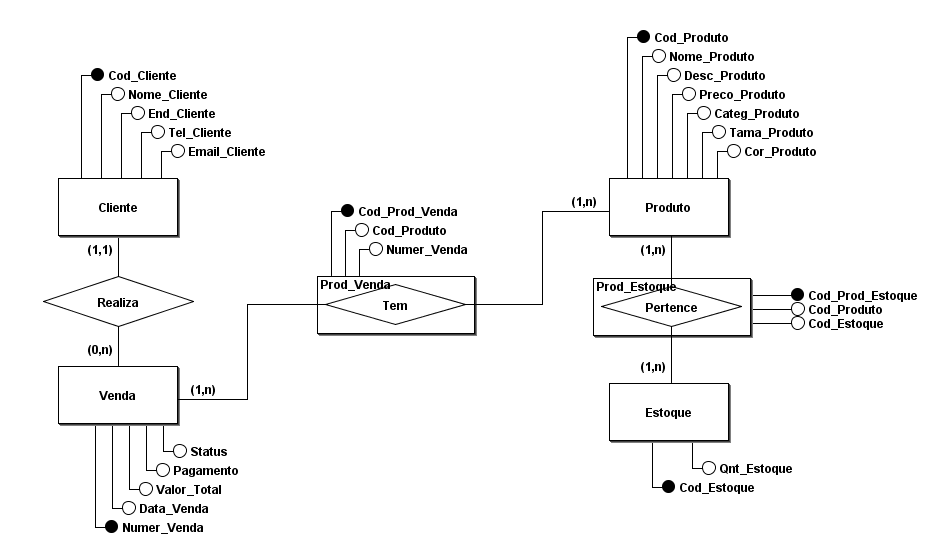 Cod_Produto
Nome_Produto
Desc_Produto
Preco_Produto
Categ_Produto
Tama_Produto
Cor_Produto
Cod_Cliente
Nome_Cliente
End_Cliente
Tel_Cliente
Email_Cliente
Cliente
(1,1)
Realiza
(0,n)
Venda
(1,n)
Status
Pagamento
Valor_Total
Data_Venda
Numer_Venda
Cod_Prod_Venda
Cod_Produto
Numer_Venda
Prod_Venda
Tem
(1,n)
Produto
(1,n)
Prod_Estoque
Pertence
Cod_Prod_Estoque
Cod_Produto
Cod_Estoque
(1,n)
Estoque
Qnt_Estoque
Cod_Estoque